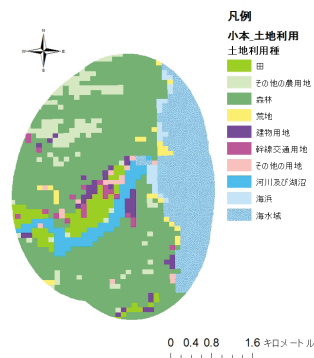 凡例
小本_土地利用
土地利用種
田
その他の農用地
森林
荒地
建物用地
幹線交通用地
その他の用地
河川及び湖沼
海浜
海水域
0 0.4 0.8 1.6 キロメートル